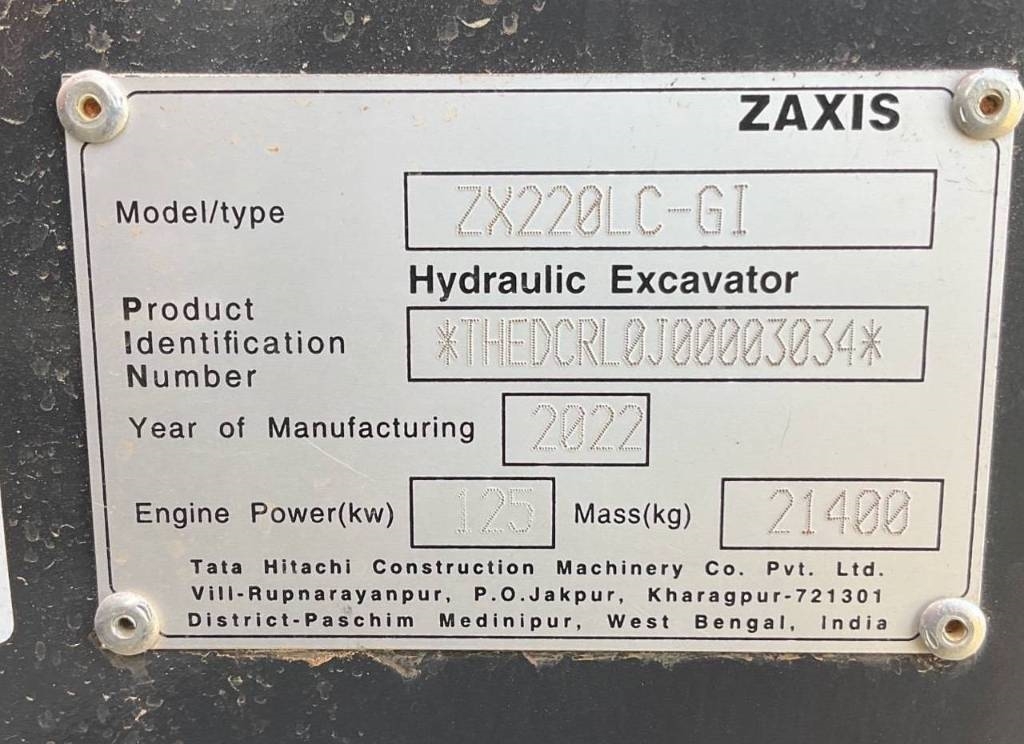 ZAXIS
Model/type ZX220LC-GI
Hydraulic Excavator
Product
Identification
Number
*THEDCRL0J00003034*
Year of Manufacturing 2022
Engine Power(kw) 125 Mass(kg) 21400
Tata Hitachi Construction Machinery Co. Pvt. Ltd.
Vill-Rupnarayanpur, P.O.Jakpur, Kharagpur-721301
District-Paschim Medinipur, West Bengal, India